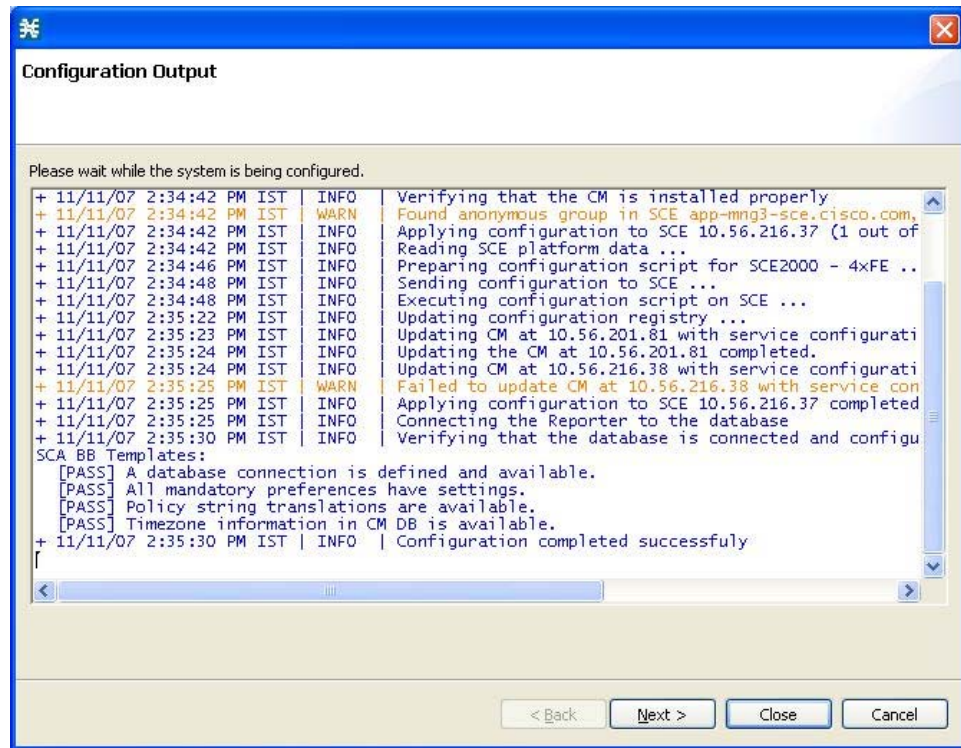 Configuration Output
Please wait while the system is being configured.
+ 11/11/07 2:34:42 PM IST | INFO | Verifying that the CM is installed properly
+ 11/11/07 2:34:42 PM IST | WARN | Found anonymous group in SCE app-mng3-sce.cisco.com,
+ 11/11/07 2:34:42 PM IST | INFO | Applying configuration to SCE 10.56.216.37 (1 out of
+ 11/11/07 2:34:42 PM IST | INFO | Reading SCE platform data ...
+ 11/11/07 2:34:46 PM IST | INFO | Preparing configuration script for SCE2000 - 4xFE ..
+ 11/11/07 2:34:48 PM IST | INFO | Sending configuration to SCE ...
+ 11/11/07 2:34:48 PM IST | INFO | Executing configuration script on SCE ...
+ 11/11/07 2:35:22 PM IST | INFO | Updating configuration registry ...
+ 11/11/07 2:35:23 PM IST | INFO | Updating CM at 10.56.201.81 with service configurati
+ 11/11/07 2:35:24 PM IST | INFO | Updating the CM at 10.56.201.81 completed.
+ 11/11/07 2:35:24 PM IST | INFO | Updating CM at 10.56.216.38 with service configurati
+ 11/11/07 2:35:25 PM IST | WARN | Failed to update CM at 10.56.216.38 with service con
+ 11/11/07 2:35:25 PM IST | INFO | Applying configuration to SCE 10.56.216.37 completed
+ 11/11/07 2:35:25 PM IST | INFO | Connecting the Reporter to the database
+ 11/11/07 2:35:30 PM IST | INFO | Verifying that the database is connected and configu
SCA BB Templates:
[PASS] A database connection is defined and available.
[PASS] All mandatory preferences have settings.
[PASS] Policy string translations are available.
[PASS] Timezone information in CM DB is available.
+ 11/11/07 2:35:30 PM IST | INFO | Configuration completed successfuly
< Back Next > Close Cancel